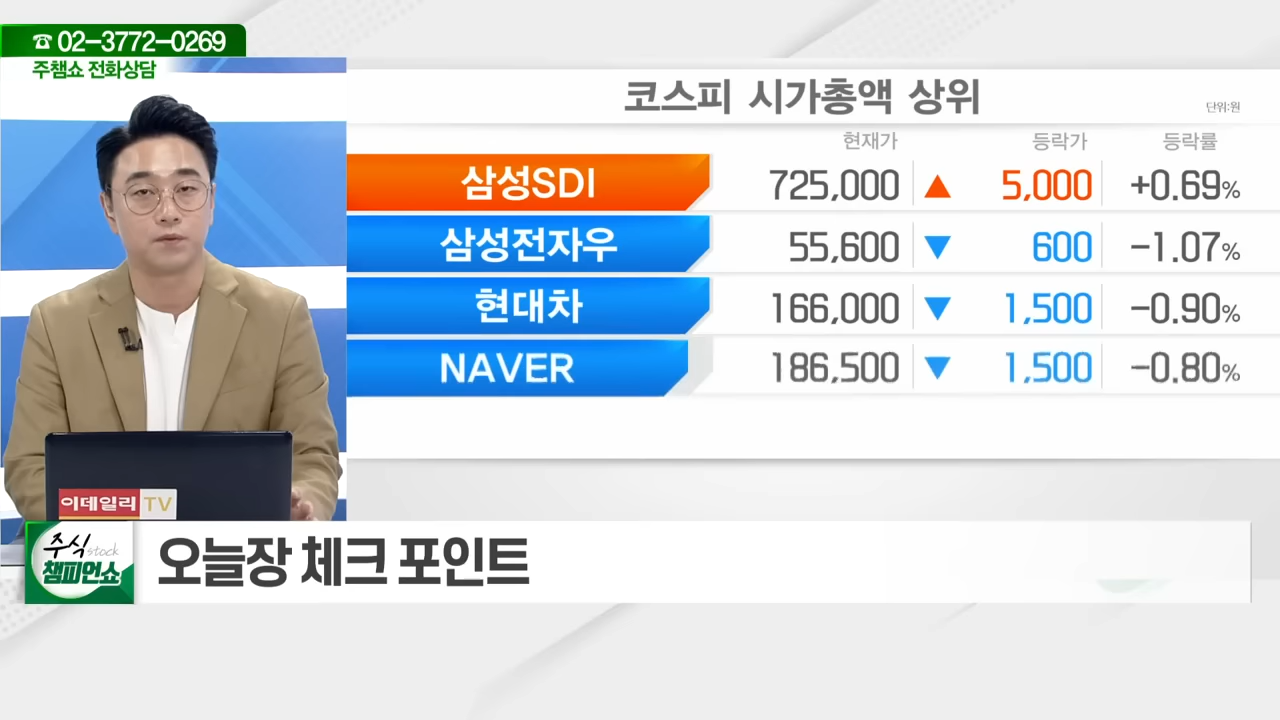 ☎ 02-3772-0269
주챔쇼 전화상담
코스피 시가총액 상위
단위:원
현재가 등락가 등락률
삼성SDI 725,000 ▲ 5,000 +0.69%
삼성전자우 55,600 ▼ 600 -1.07%
현대차 166,000 ▼ 1,500 -0.90%
NAVER 186,500 ▼ 1,500 -0.80%
이데일리 TV
주식 stock
챔피언쇼
오늘장 체크 포인트